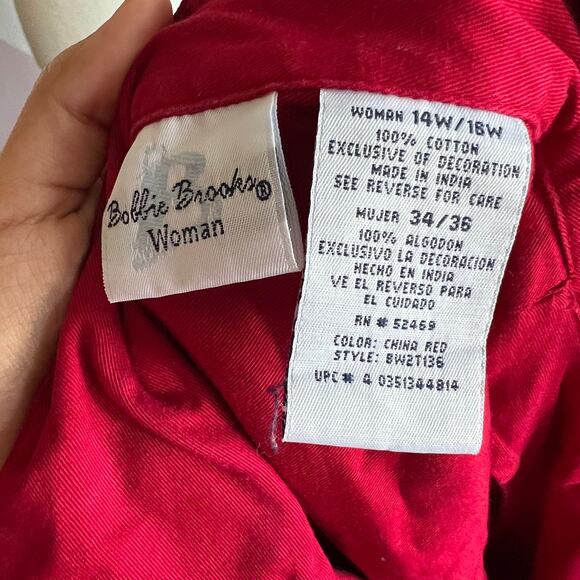 Bobbie Brooks®
Woman
WOMAN 14W/16W
100% COTTON
EXCLUSIVE OF DECORATION
MADE IN INDIA
SEE REVERSE FOR CARE
MUJER 34/36
100% ALGODON
EXCLUSIVO LA DECORACION
HECHO EN INDIA
VE EL REVERSO PARA
EL CUIDADO
RN # 52469
COLOR: CHINA RED
STYLE: BW2T136
UPC# 4 0351344814